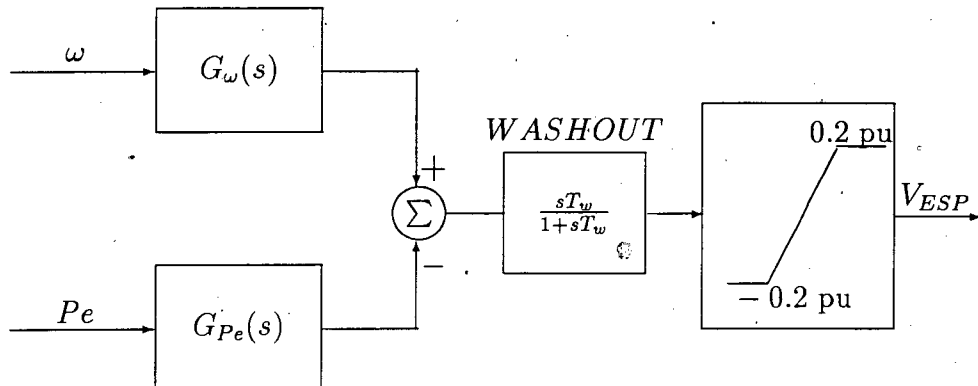 ω
G_ω(s)
+
WASHOUT
0.2 pu
Σ
sT_w
1+sT_w
V_ESP
−
− 0.2 pu
Pe
G_Pe(s)